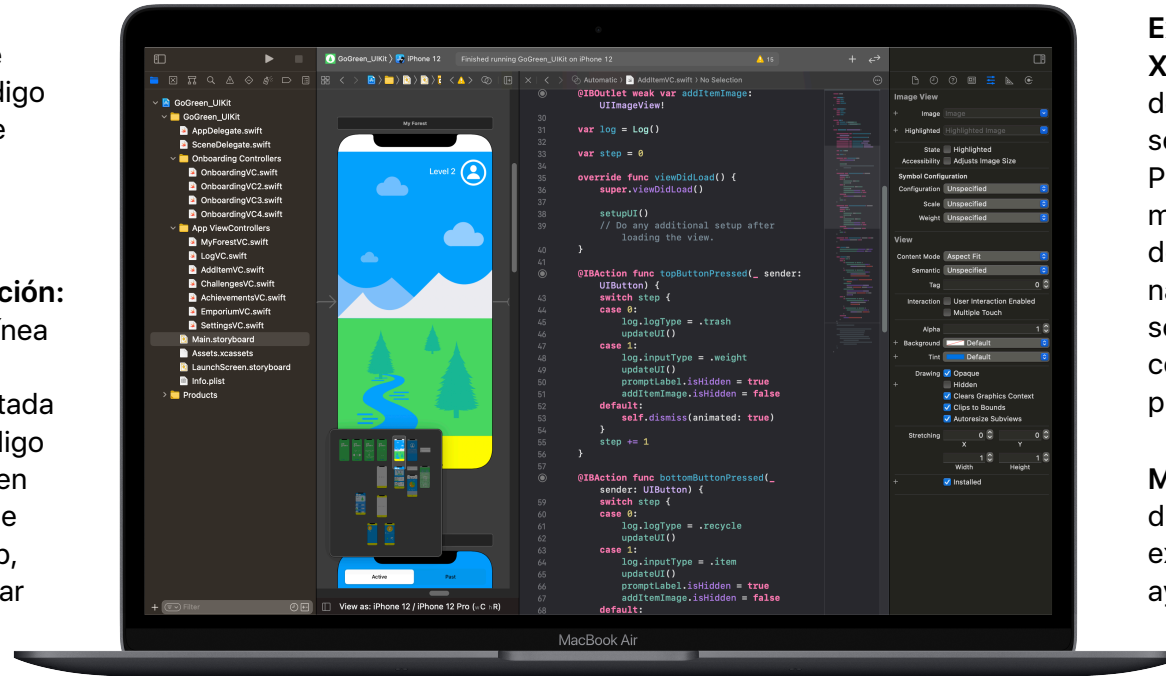 digo
ción:
ínea
tada
digo
en
e
o,
ar
GoGreen_UIKit
iPhone 12
Finished running GoGreen_UIKit on iPhone 12
16
Automatic
AddItemVC.swift
No Selection
GoGreen_UIKit
GoGreen_UIKit
AppDelegate.swift
SceneDelegate.swift
Onboarding Controllers
OnboardingVC.swift
OnboardingVC2.swift
OnboardingVC3.swift
OnboardingVC4.swift
App ViewControllers
MyForestVC.swift
LogVC.swift
AddItemVC.swift
ChallengesVC.swift
AchievementsVC.swift
EmporiumVC.swift
SettingsVC.swift
Main.storyboard
Assets.xcassets
LaunchScreen.storyboard
Info.plist
Products
Filter
My Forest
Level 2
Active
Past
View as: iPhone 12 / iPhone 12 Pro (wC hR)
@IBOutlet weak var addItemImage:
UIImageView!
30
31 var log = Log()
32
33 var step = 0
34
35 override func viewDidLoad() {
36 super.viewDidLoad()
37
38 setupUI()
39 // Do any additional setup after
loading the view.
40 }
41
@IBAction func topButtonPressed(_ sender:
UIButton) {
43 switch step {
44 case 0:
45 log.logType = .trash
46 updateUI()
47 case 1:
48 log.inputType = .weight
49 updateUI()
50 promptLabel.isHidden = true
51 addItemImage.isHidden = false
52 default:
53 self.dismiss(animated: true)
54 }
55 step += 1
56 }
57
@IBAction func bottomButtonPressed(_
sender: UIButton) {
59 switch step {
60 case 0:
61 log.logType = .recycle
62 updateUI()
63 case 1:
64 log.inputType = .item
65 updateUI()
66 promptLabel.isHidden = true
67 addItemImage.isHidden = false
68 default:
Image View
Image Image
Highlighted Highlighted Image
State Highlighted
Accessibility Adjusts Image Size
Symbol Configuration
Configuration Unspecified
Scale Unspecified
Weight Unspecified
View
Content Mode Aspect Fit
Semantic Unspecified
Tag 0
Interaction User Interaction Enabled
Multiple Touch
Alpha 1
Background Default
Tint Default
Drawing Opaque
Hidden
Clears Graphics Context
Clips to Bounds
Autoresize Subviews
Stretching 0 0
X Y
1 1
Width Height
Installed
MacBook Air
E
X
d
P
m
d
p
M
d